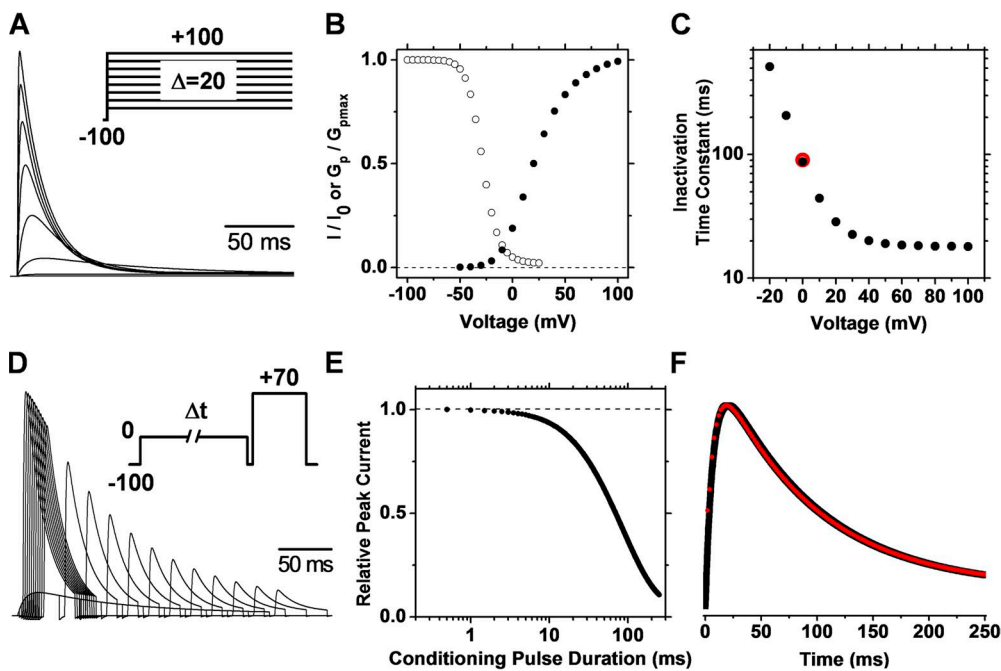 A
+100
Δ=20
-100
50 ms
B
I / I0 or Gp / Gpmax
1.0
0.5
0.0
-100 -50 0 50 100
Voltage (mV)
C
Inactivation
Time Constant (ms)
100
10
-20 0 20 40 60 80 100
Voltage (mV)
D
+70
Δt
0
-100
50 ms
E
Relative Peak Current
1.0
0.5
0.0
1 10 100
Conditioning Pulse Duration (ms)
F
0 50 100 150 200 250
Time (ms)